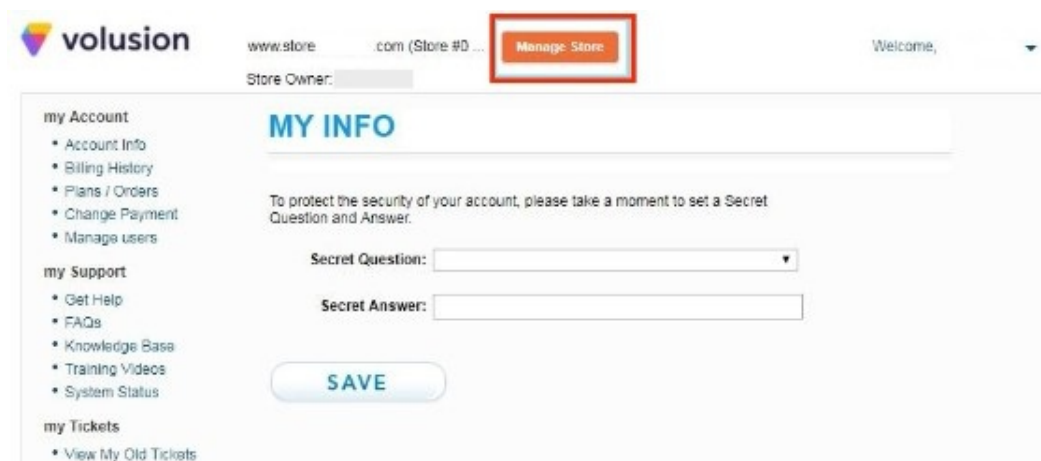 volusion
www.store .com (Store #0 ...
Manage Store
Welcome,
Store Owner:
my Account
• Account Info
• Billing History
• Plans / Orders
• Change Payment
• Manage users
my Support
• Get Help
• FAQs
• Knowledge Base
• Training Videos
• System Status
my Tickets
• View My Old Tickets
MY INFO
To protect the security of your account, please take a moment to set a Secret
Question and Answer.
Secret Question:
Secret Answer:
SAVE